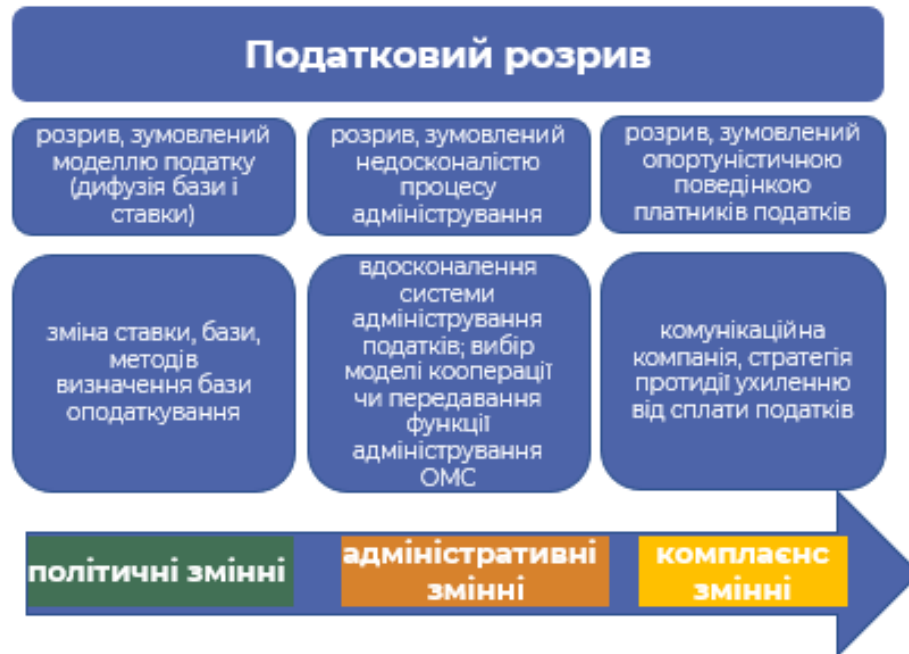 Податковий розрив
розрив, зумовлений
моделлю податку
(дифузія бази і
ставки)
розрив, зумовлений
недосконалістю
процесу
адміністрування
розрив, зумовлений
опортуністичною
поведінкою
платників податків
зміна ставки, бази,
методів
визначення бази
оподаткування
вдосконалення
системи
адміністрування
податків; вибір
моделі кооперації
чи передавання
функції
адміністрування
ОМС
комунікаційна
компанія, стратегія
протидії ухиленню
від сплати податків
політичні змінні
адміністративні
змінні
комплаєнс
змінні